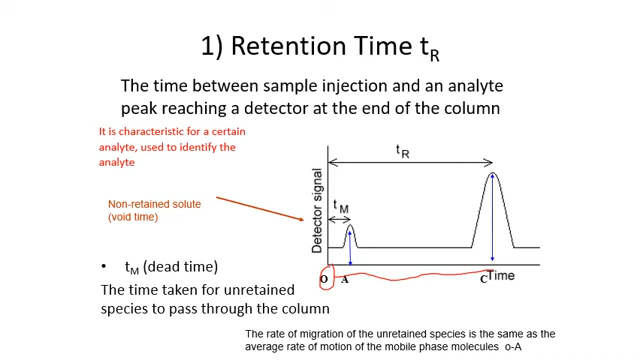 1) Retention Time tR
The time between sample injection and an analyte
peak reaching a detector at the end of the column
It is characteristic for a certain
analyte, used to identify the
analyte
Non-retained solute
(void time)
tR
tM
Detector signal
O A C Time
• tM (dead time)
The time taken for unretained
species to pass through the column
The rate of migration of the unretained species is the same as the
average rate of motion of the mobile phase molecules o-A